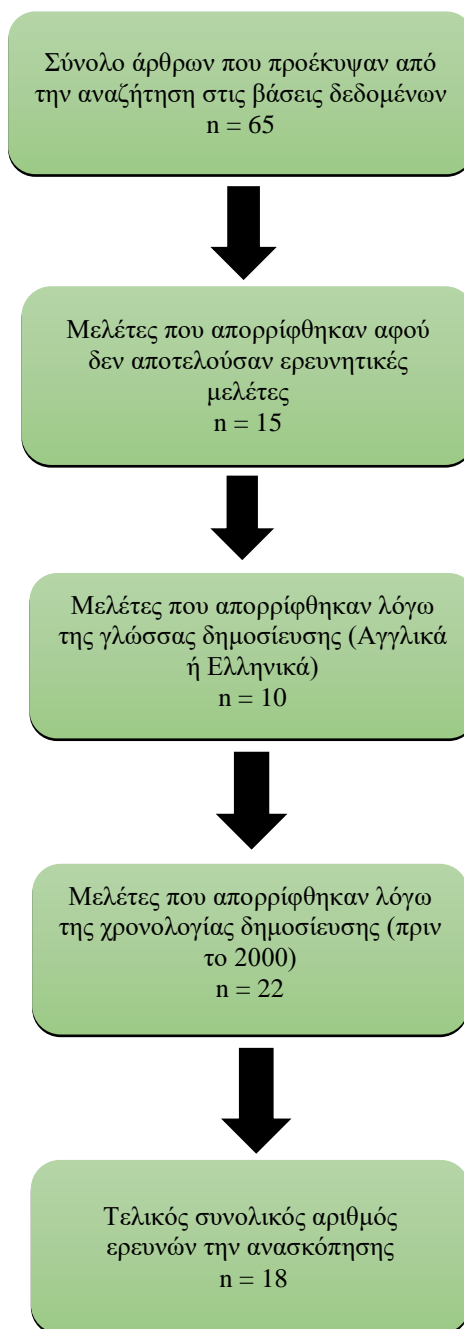 Σύνολο άρθρων που προέκυψαν από
την αναζήτηση στις βάσεις δεδομένων
n = 65
Μελέτες που απορρίφθηκαν αφού
δεν αποτελούσαν ερευνητικές
μελέτες
n = 15
Μελέτες που απορρίφθηκαν λόγω
της γλώσσας δημοσίευσης (Αγγλικά
ή Ελληνικά)
n = 10
Μελέτες που απορρίφθηκαν λόγω
της χρονολογίας δημοσίευσης (πριν
το 2000)
n = 22
Τελικός συνολικός αριθμός
ερευνών την ανασκόπησης
n = 18